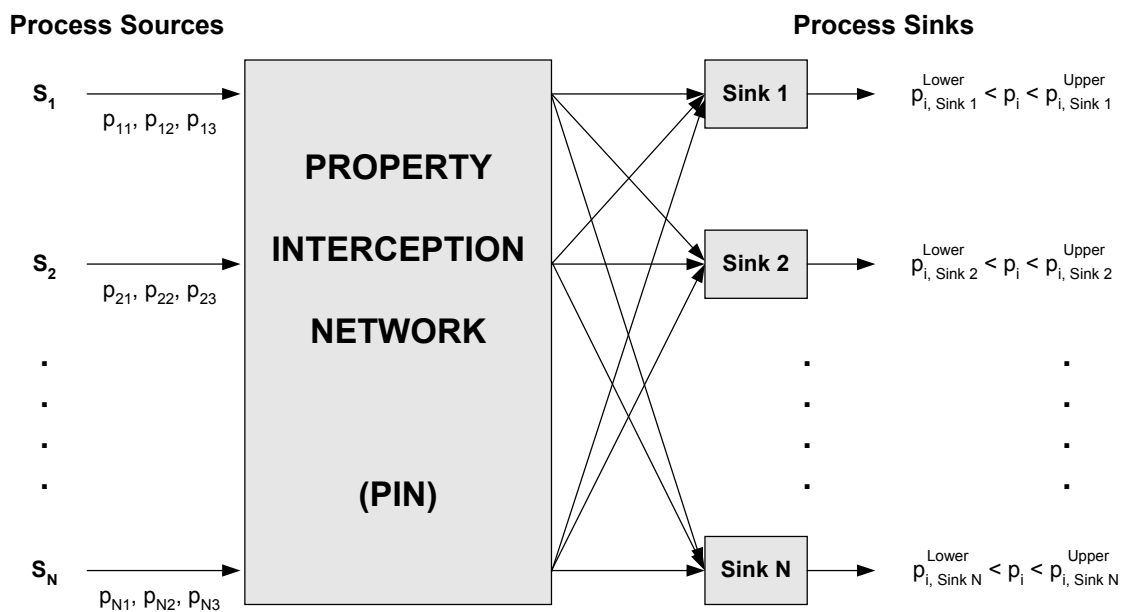 Process Sources
Process Sinks
S1
p11, p12, p13
S2
p21, p22, p23
.
.
.
.
SN
pN1, pN2, pN3
PROPERTY
INTERCEPTION
NETWORK
(PIN)
Sink 1
Sink 2
.
.
.
.
Sink N
p^Lower_i, Sink 1 < pi < p^Upper_i, Sink 1
p^Lower_i, Sink 2 < pi < p^Upper_i, Sink 2
.
.
.
.
p^Lower_i, Sink N < pi < p^Upper_i, Sink N